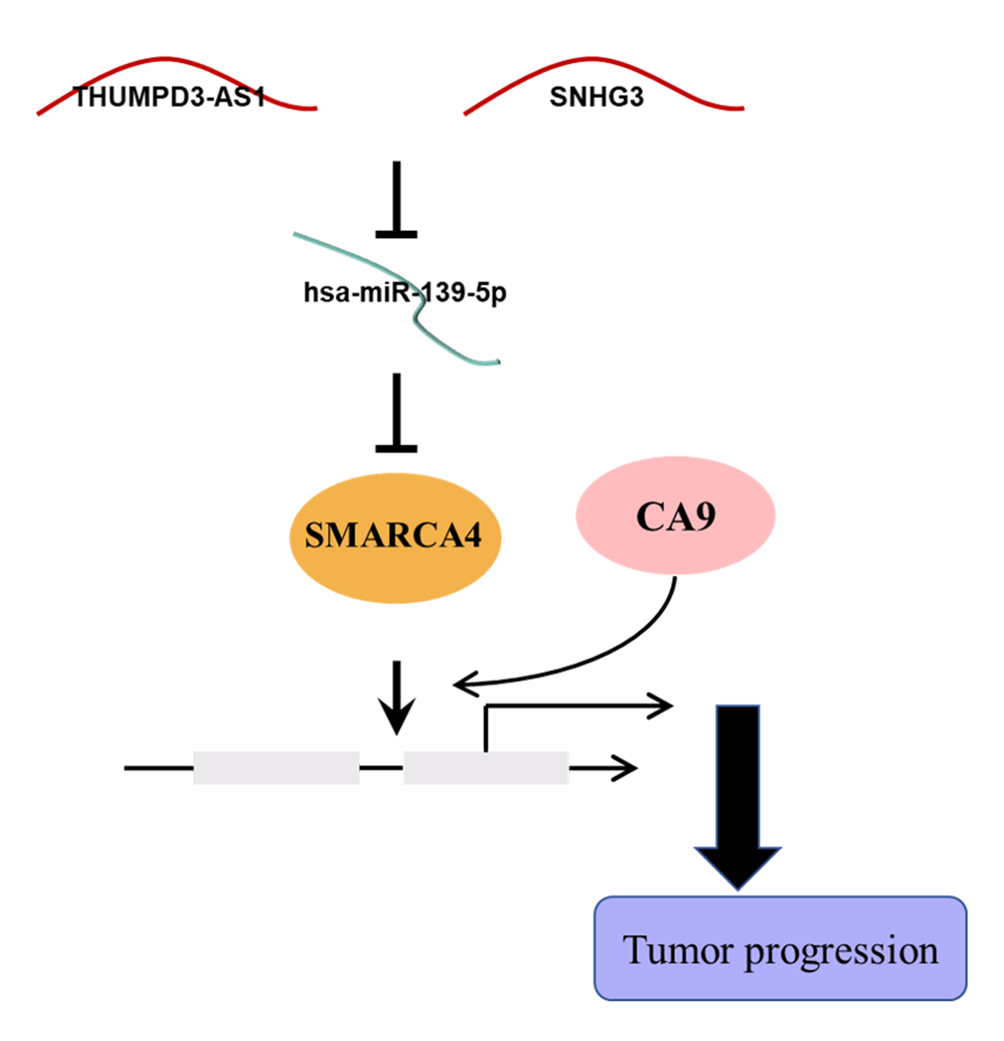 THUMPD3-AS1
SNHG3
hsa-miR-139-5p
SMARCA4
CA9
Tumor progression